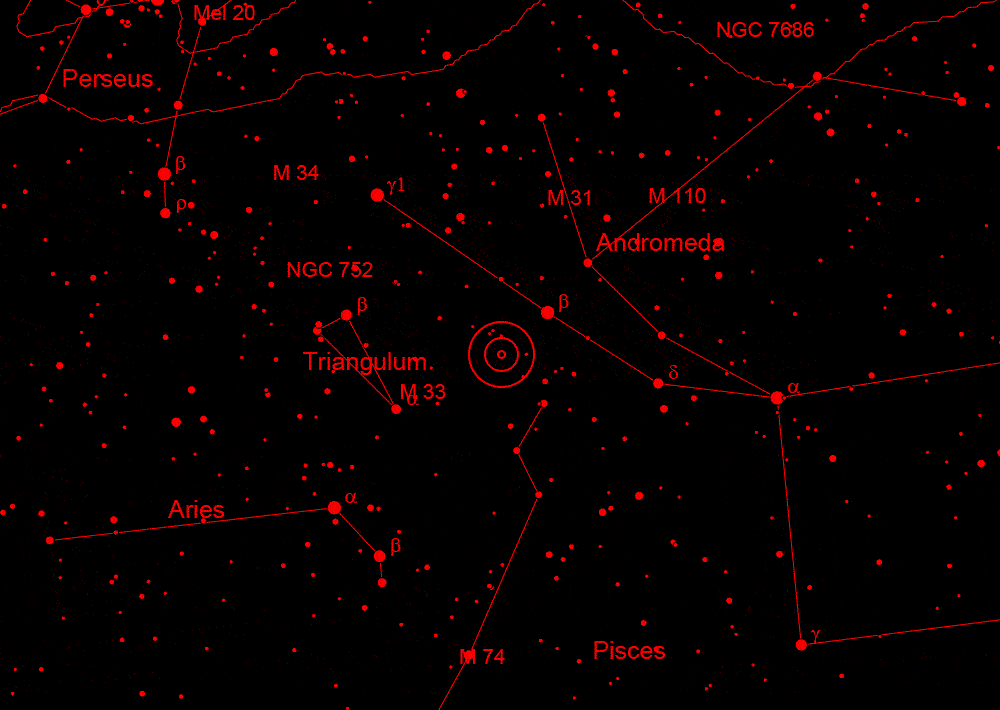 Mel 20
NGC 7686
Perseus
β
M 34
γ1
M 31
M 110
ρ
Andromeda
NGC 752
β
β
Triangulum
δ
α
M 33
α
α
Aries
β
γ
Pisces
M 74